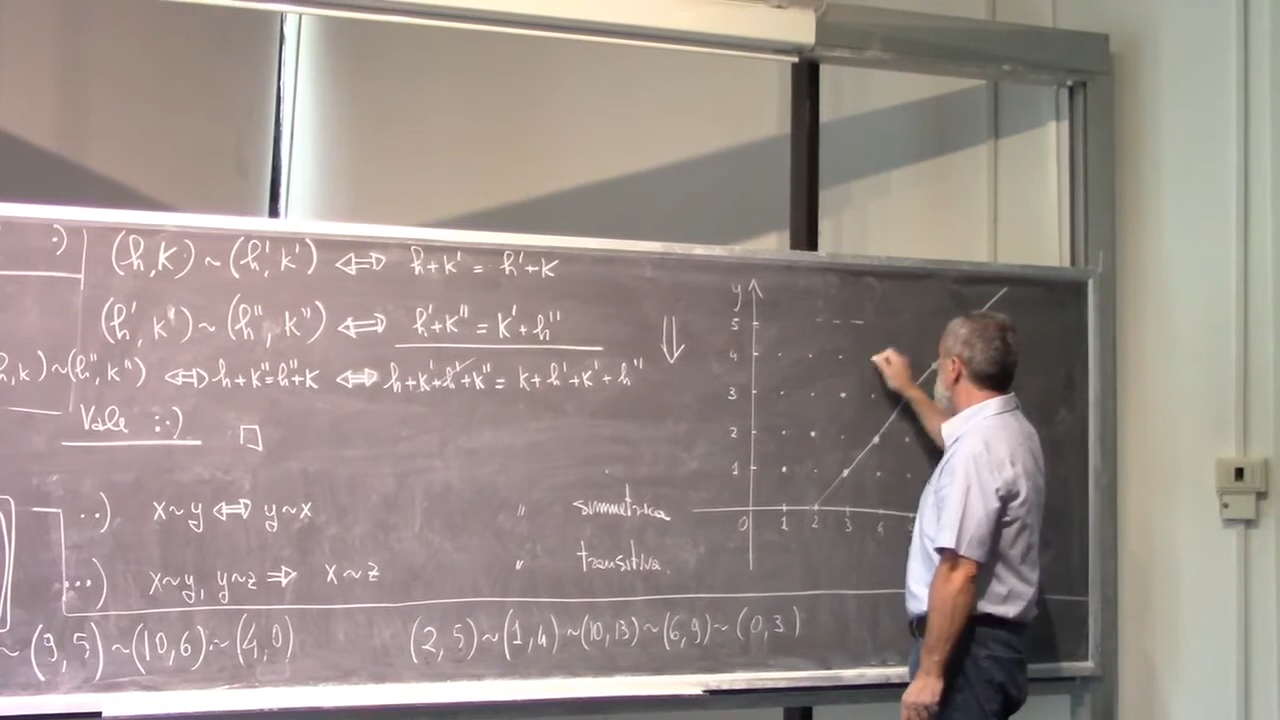 :)
(h,k) ~ (h',k') ⇔ h+k' = h'+k
(h',k') ~ (h'',k'') ⇔ h'+k'' = k'+h''
h,k) ~ (h'',k'') ⇔ h+k''=h''+k ⇔ h+k'+h'+k'' = k+h'+k'+h''
⇓
Vale :·) □
..) x~y ⇔ y~x " simmetrica
...) x~y, y~z ⇒ x~z " transitiva.
~ (9,5) ~ (10,6) ~ (4,0) (2,5) ~ (1,4) ~ (10,13) ~ (6,9) ~ (0,3)
y
5
4
3
2
1
0 1 2 3 4 5